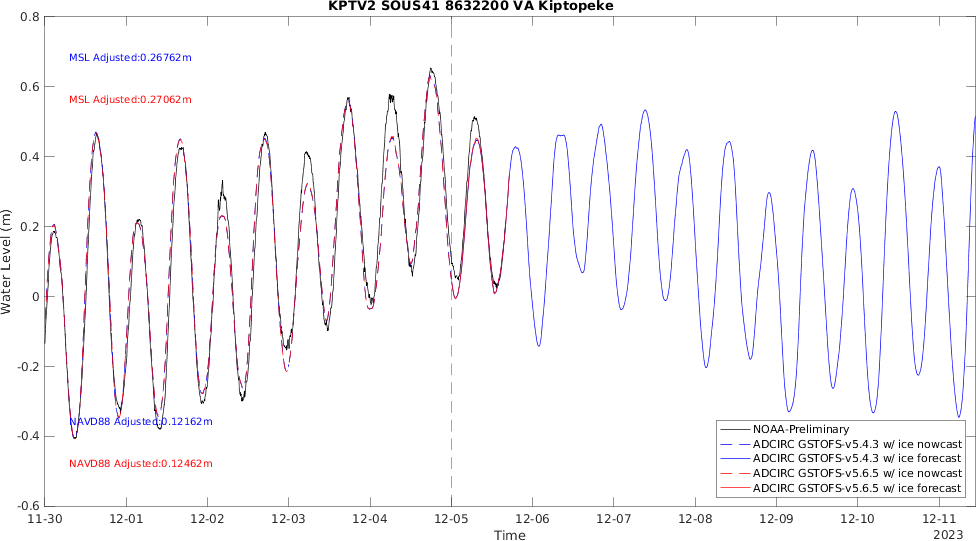 KPTV2 SOUS41 8632200 VA Kiptopeke
0.8
MSL Adjusted:0.26762m
0.6
MSL Adjusted:0.27062m
0.4
0.2
Water Level (m)
0
-0.2
NAVD88 Adjusted:0.12162m
-0.4
NAVD88 Adjusted:0.12462m
-0.6
NOAA-Preliminary
ADCIRC GSTOFS-v5.4.3 w/ ice nowcast
ADCIRC GSTOFS-v5.4.3 w/ ice forecast
ADCIRC GSTOFS-v5.6.5 w/ ice nowcast
ADCIRC GSTOFS-v5.6.5 w/ ice forecast
11-30 12-01 12-02 12-03 12-04 12-05 12-06 12-07 12-08 12-09 12-10 12-11
Time
2023